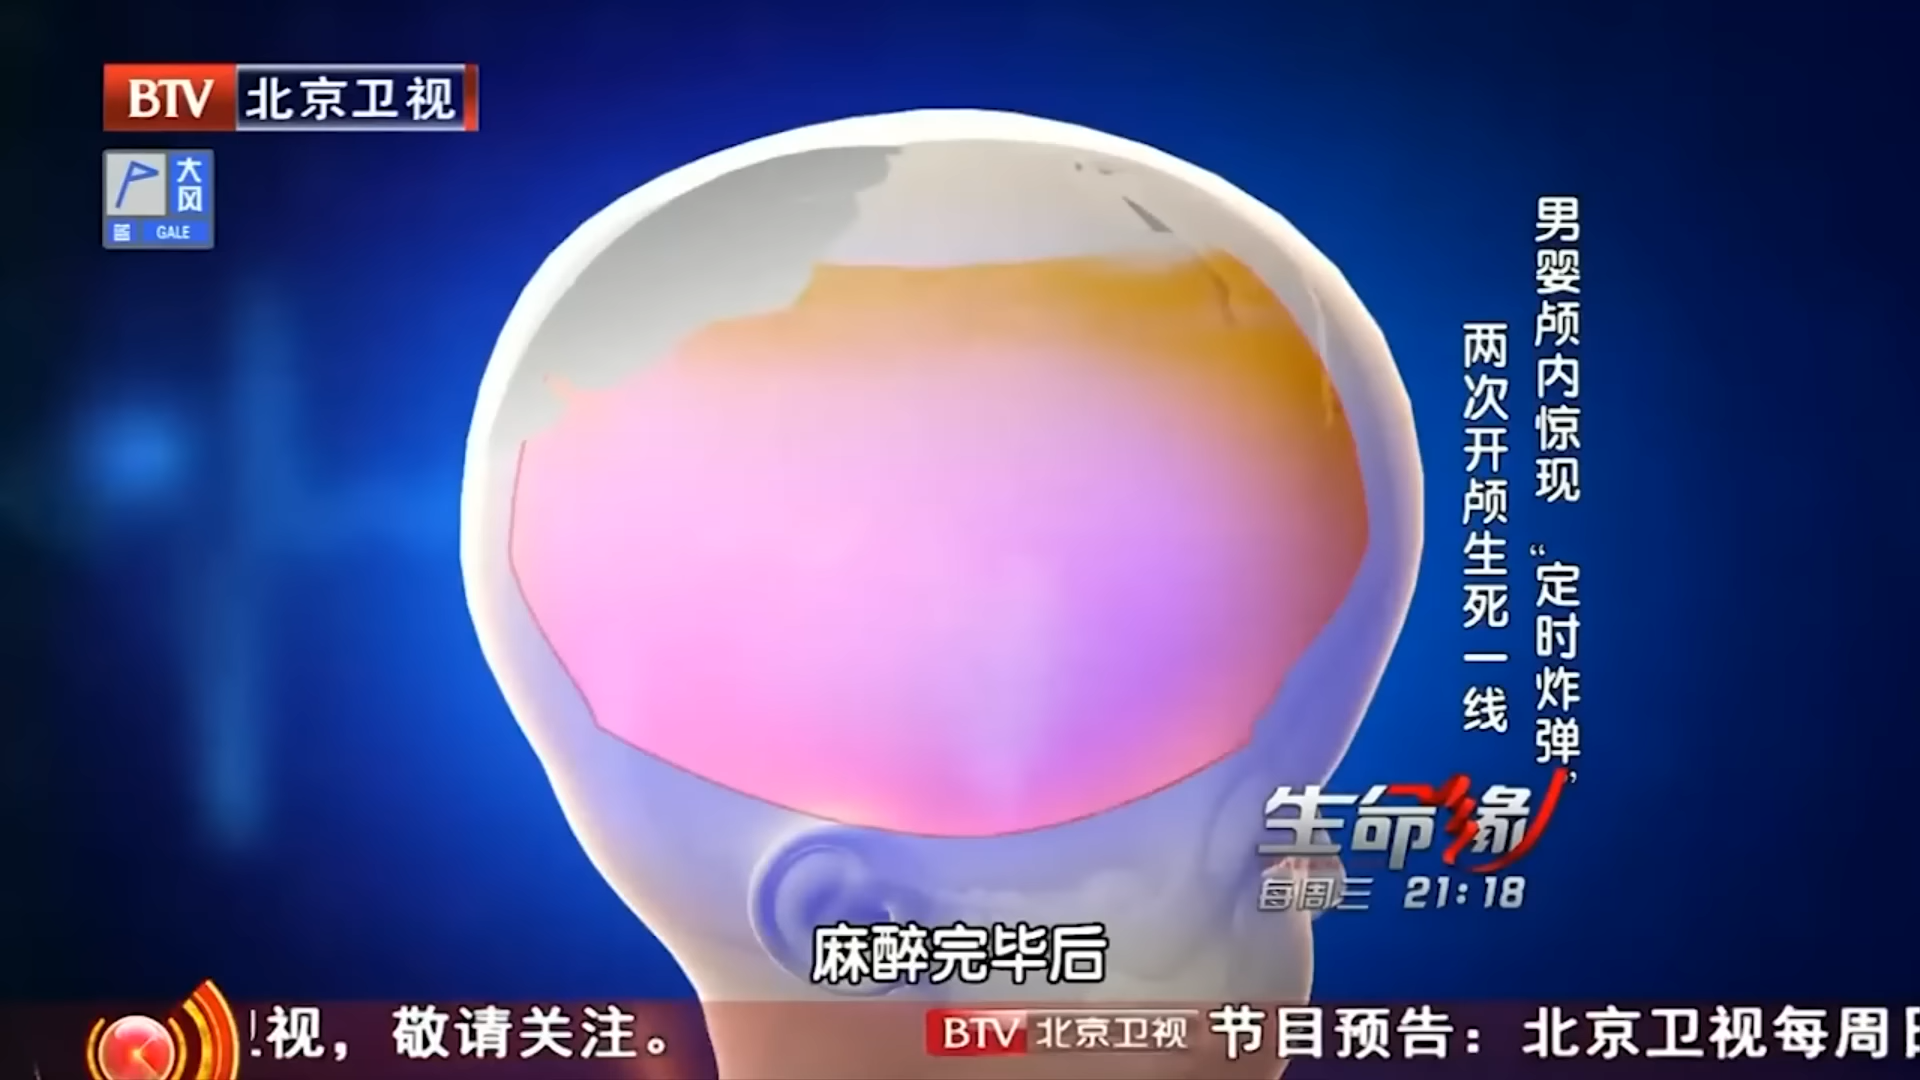 BTV 北京卫视
大风
GALE
男婴颅内惊现“定时炸弹”
两次开颅生死一线
生命缘
每周三 21:18
麻醉完毕后
视，敬请关注。 BTV 北京卫视 节目预告：北京卫视每周